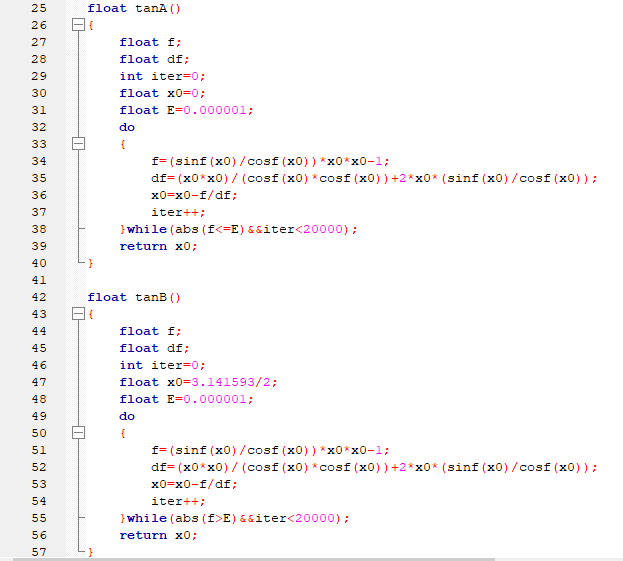 25 float tanA()
26 {
27 float f;
28 float df;
29 int iter=0;
30 float x0=0;
31 float E=0.000001;
32 do
33 {
34 f=(sinf(x0)/cosf(x0))*x0*x0-1;
35 df=(x0*x0)/(cosf(x0)*cosf(x0))+2*x0*(sinf(x0)/cosf(x0));
36 x0=x0-f/df;
37 iter++;
38 }while(abs(f<=E)&&iter<20000);
39 return x0;
40 }
41
42 float tanB()
43 {
44 float f;
45 float df;
46 int iter=0;
47 float x0=3.141593/2;
48 float E=0.000001;
49 do
50 {
51 f=(sinf(x0)/cosf(x0))*x0*x0-1;
52 df=(x0*x0)/(cosf(x0)*cosf(x0))+2*x0*(sinf(x0)/cosf(x0));
53 x0=x0-f/df;
54 iter++;
55 }while(abs(f>E)&&iter<20000);
56 return x0;
57 }